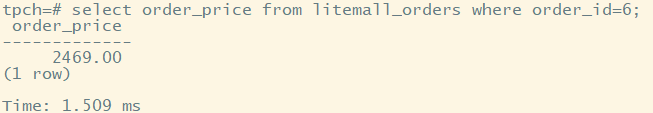 tpch=# select order_price from litemall_orders where order_id=6;
order_price
-------------
2469.00
(1 row)
Time: 1.509 ms